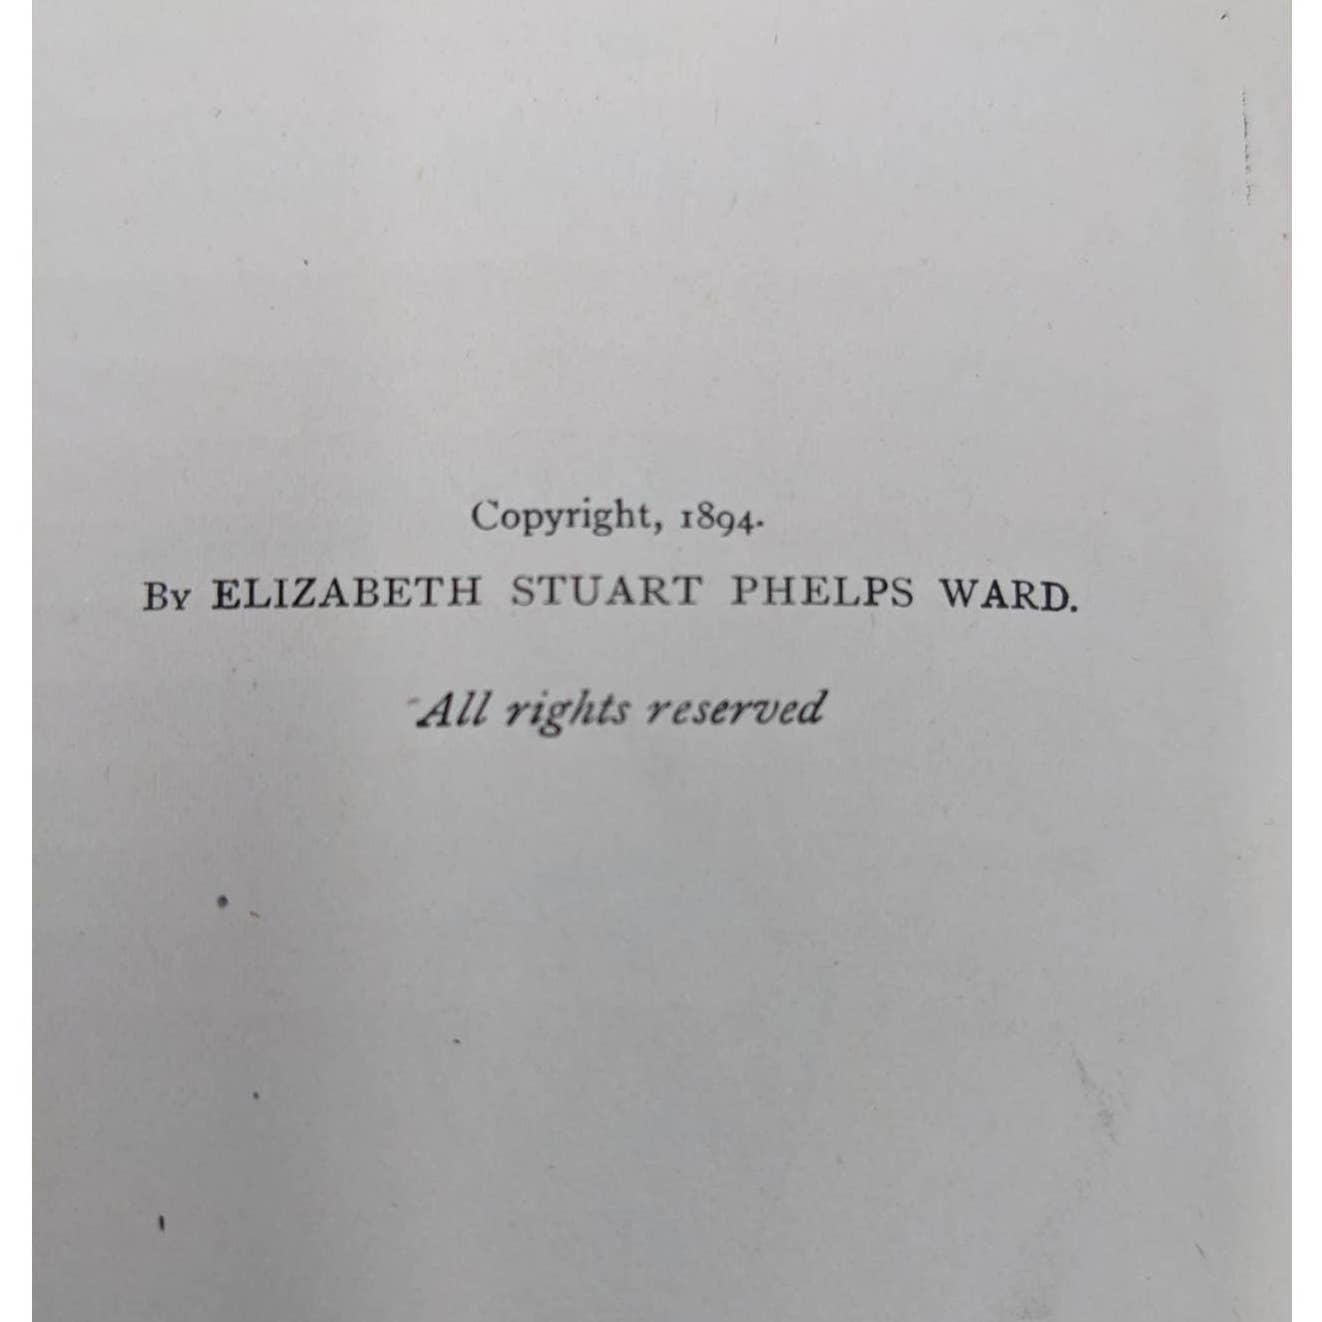 Copyright, 1894.
By ELIZABETH STUART PHELPS WARD.
All rights reserved